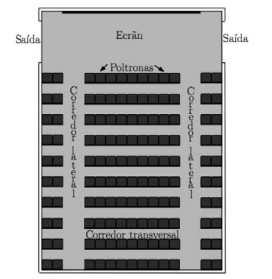 Ecrãn
Saída
Saída
Poltronas
Corredor lateral
Corredor lateral
Corredor transversal